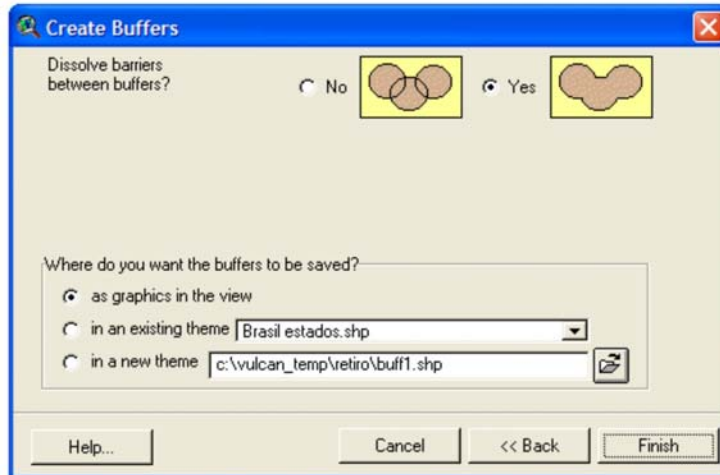 Create Buffers
Dissolve barriers
between buffers?
No
Yes
Where do you want the buffers to be saved?
as graphics in the view
in an existing theme Brasil estados.shp
in a new theme c:\vulcan_temp\retiro\buff1.shp
Help... Cancel << Back Finish